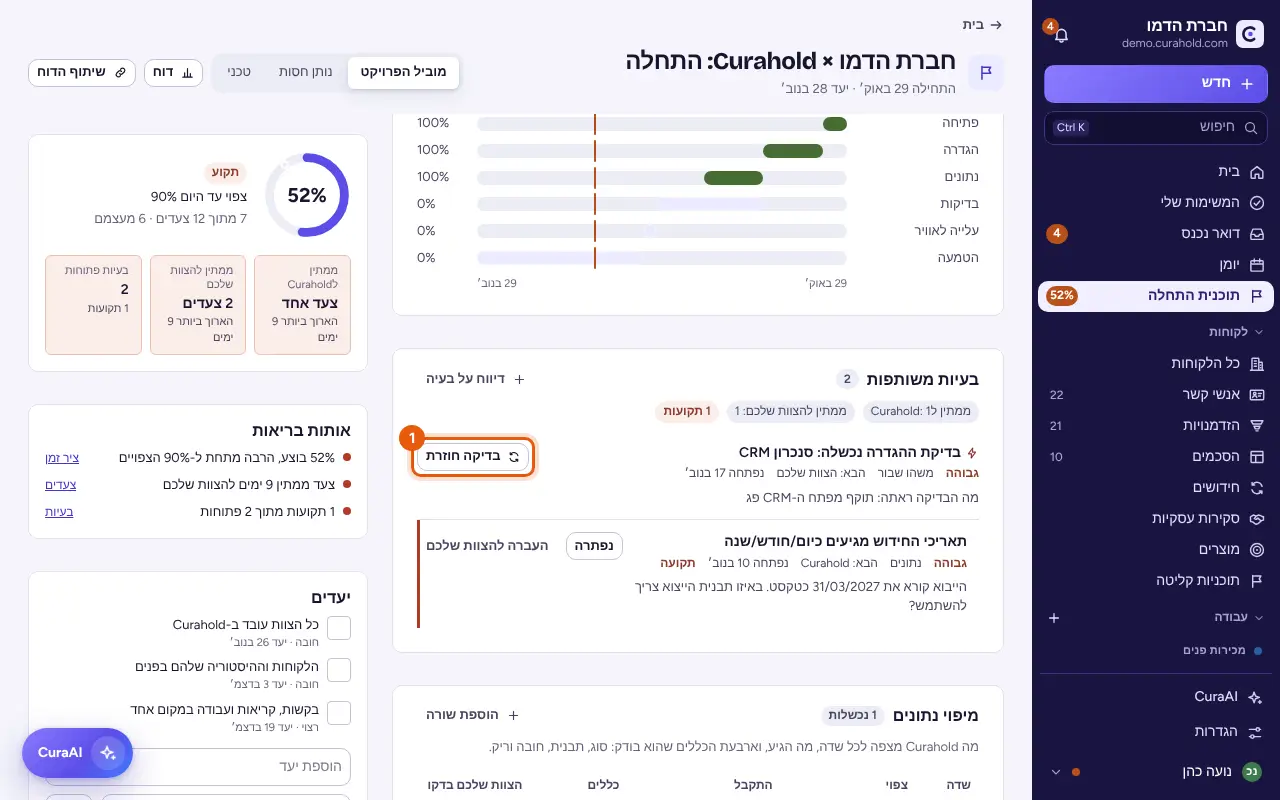 חברת הדמו
demo.curahold.com
4
חדש
חיפוש
Ctrl K
בית
המשימות שלי
דואר נכנס
4
יומן
תוכנית התחלה
52%
לקוחות
כל הלקוחות
אנשי קשר
22
הזדמנויות
21
הסכמים
10
חידושים
סקירות עסקיות
מוצרים
תוכניות קליטה
עבודה
מכירות פנים
CuraAI
הגדרות
נועה כהן
נכ
בית
חברת הדמו × Curahold: התחלה
התחילה 29 באוק׳ · יעד 28 בנוב׳
מוביל הפרויקט
נותן חסות
טכני
דוח
שיתוף הדוח
פתיחה
100%
הגדרה
100%
נתונים
100%
בדיקות
0%
עלייה לאוויר
0%
הטמעה
0%
29 באוק׳
29 בנוב׳
בעיות משותפות
2
דיווח על בעיה
ממתין ל־Curahold: 1
ממתין להצוות שלכם: 1
1 תקועות
בדיקת ההגדרה נכשלה: סנכרון CRM
גבוהה
משהו שבור
הבא: הצוות שלכם
נפתחה 17 בנוב׳
מה הבדיקה ראתה: תוקף מפתח ה-CRM פג
1
בדיקה חוזרת
תאריכי החידוש מגיעים כיום/חודש/שנה
גבוהה
נתונים
הבא: Curahold
נפתחה 10 בנוב׳
תקועה
הייבוא קורא את 31/03/2027 כטקסט. באיזו תבנית הייצוא צריך
להשתמש?
נפתרה
העברה להצוות שלכם
מיפוי נתונים
1 נכשלות
הוספת שורה
מה Curahold מצפה לכל שדה, מה הגיע, וארבעת הכללים שהוא בודק: סוג, תבנית, חובה וריק.
שדה
צפוי
התקבל
כללים
הצוות שלכם בדקו
52%
תקוע
צפוי עד היום 90%
7 מתוך 12 צעדים · 6 מעצמם
ממתין
לCurahold
צעד אחד
הארוך ביותר 9
ימים
ממתין להצוות
שלכם
2 צעדים
הארוך ביותר 9
ימים
בעיות פתוחות
2
1 תקועות
אותות בריאות
52% בוצע, הרבה מתחת ל-90% הצפויים
ציר זמן
צעד ממתין 9 ימים להצוות שלכם
צעדים
1 תקועות מתוך 2 פתוחות
בעיות
יעדים
כל הצוות עובד ב-Curahold
חובה · יעד 26 בנוב׳
הלקוחות וההיסטוריה שלהם בפנים
חובה · יעד 3 בדצמ׳
בקשות, קריאות ועבודה במקום אחד
רצוי · יעד 19 בדצמ׳
הוספת יעד
CuraAI